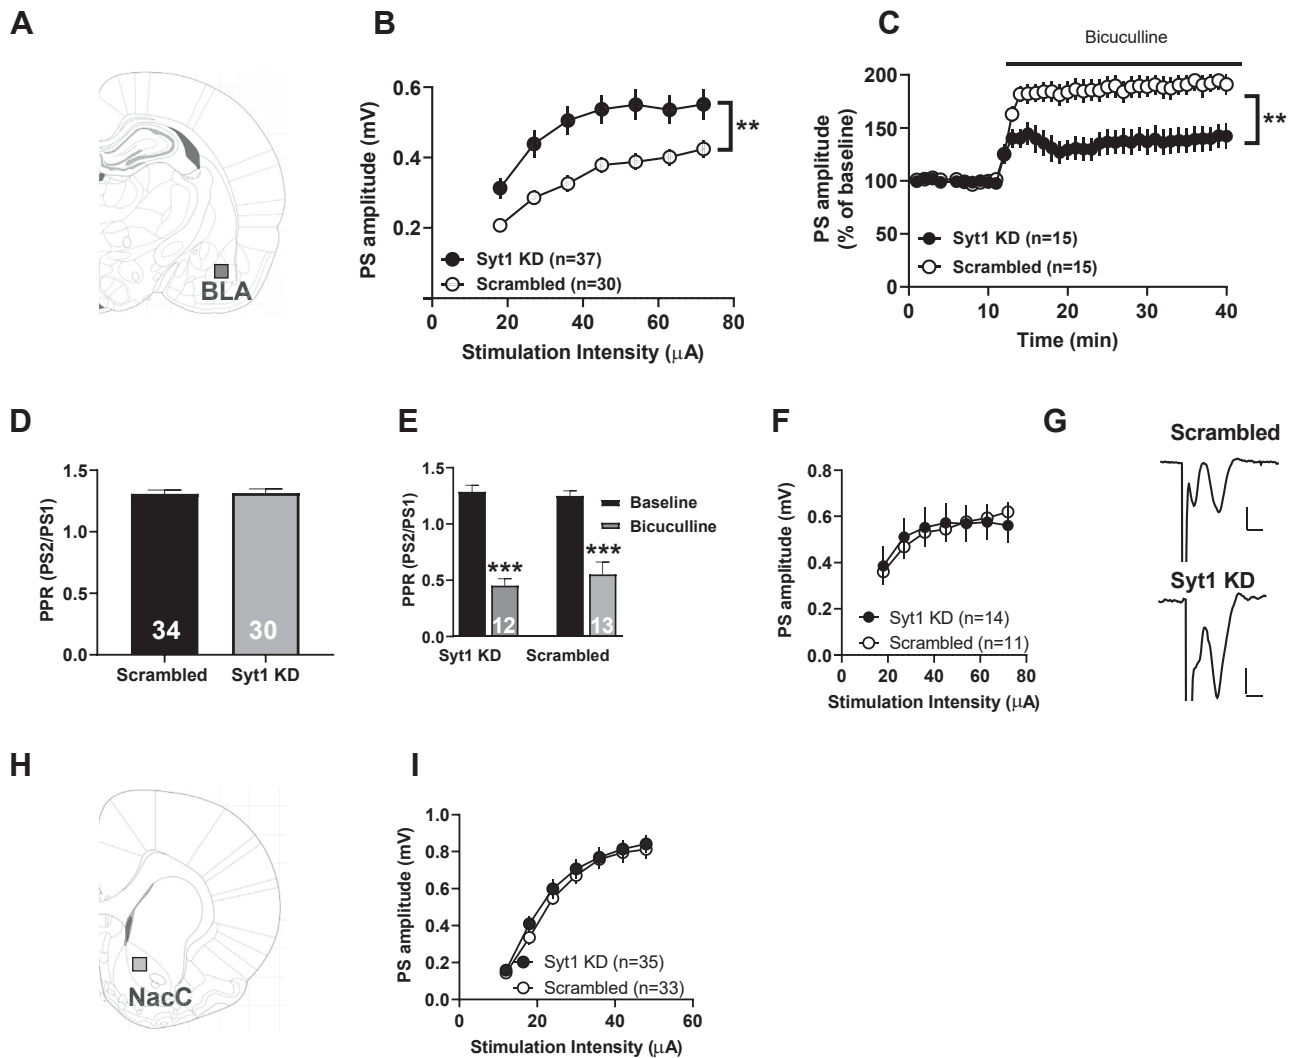 A
B
C
Bicuculline
BLA
PS amplitude (mV)
0.6
0.4
0.2
**
Syt1 KD (n=37)
Scrambled (n=30)
0
20
40
60
80
Stimulation Intensity (μA)
PS amplitude
(% of baseline)
200
150
100
50
0
**
Syt1 KD (n=15)
Scrambled (n=15)
0
10
20
30
40
Time (min)
D
E
F
G
PPR (PS2/PS1)
1.5
1.0
0.5
0.0
34
30
Scrambled
Syt1 KD
PPR (PS2/PS1)
1.5
1.0
0.5
0.0
Baseline
Bicuculline
***
***
12
13
Syt1 KD
Scrambled
PS amplitude (mV)
0.8
0.6
0.4
0.2
0.0
Syt1 KD (n=14)
Scrambled (n=11)
0
20
40
60
80
Stimulation Intensity (μA)
Scrambled
Syt1 KD
H
I
NacC
PS amplitude (mV)
1.0
0.8
0.6
0.4
0.2
0.0
Syt1 KD (n=35)
Scrambled (n=33)
0
20
40
60
Stimulation Intensity (μA)